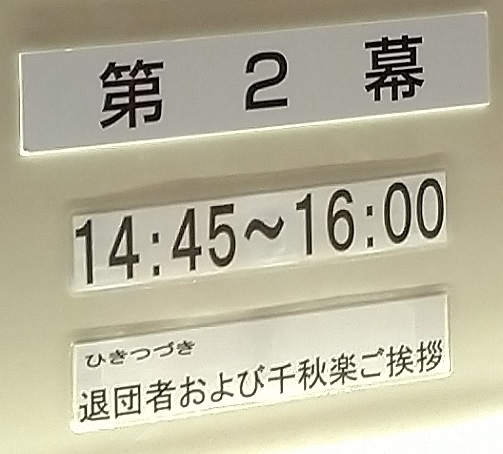 第 2 幕
14:45~16:00
ひきつづき
退団者および千秋楽ご挨拶